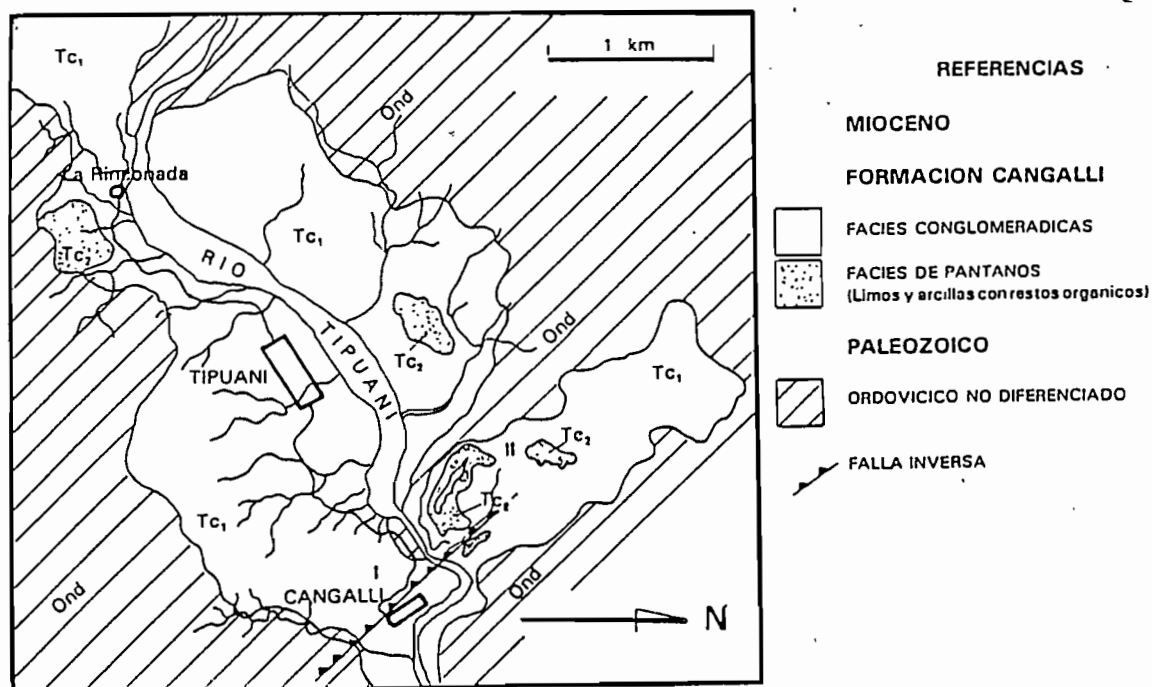 Tc₁
1 km
Ond
La Rinconada
Tc₂
Tc₁
RIO TIPUANI
TIPUANI
Tc₂
Ond
Tc₁
II
Tc₂
Tc₂
Tc₁
I
CANGALLI
Ond
Ond
N
REFERENCIAS
MIOCENO
FORMACION CANGALLI
FACIES CONGLOMERADICAS
FACIES DE PANTANOS
(Limos y arcillas con restos organicos)
PALEOZOICO
ORDOVICICO NO DIFERENCIADO
FALLA INVERSA